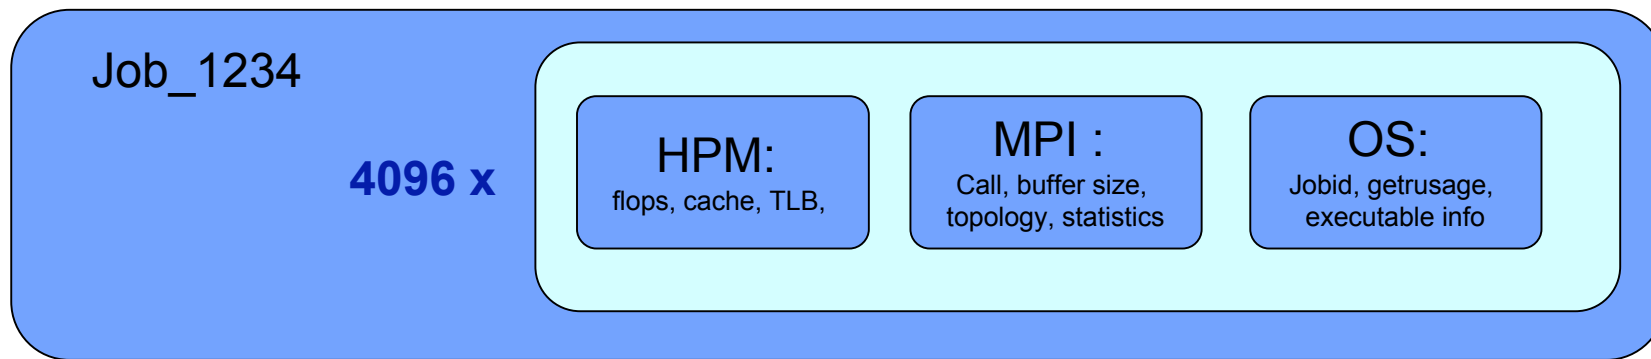 Job_1234
4096 x
HPM:
flops, cache, TLB,
MPI :
Call, buffer size,
topology, statistics
OS:
Jobid, getrusage,
executable info